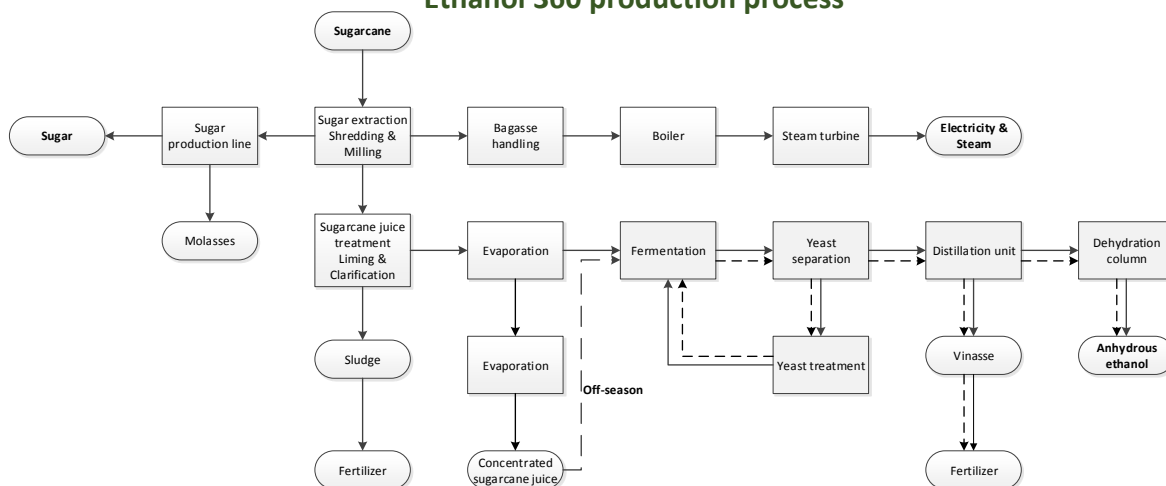 Ethanol 360 production process
Sugarcane
Sugar
Sugar
production line
Sugar extraction
Shredding &
Milling
Bagasse
handling
Boiler
Steam turbine
Electricity &
Steam
Molasses
Sugarcane juice
treatment
Liming &
Clarification
Evaporation
Fermentation
Yeast
separation
Distillation unit
Dehydration
column
Sludge
Evaporation
Yeast treatment
Vinasse
Anhydrous
ethanol
Off-season
Fertilizer
Concentrated
sugarcane juice
Fertilizer